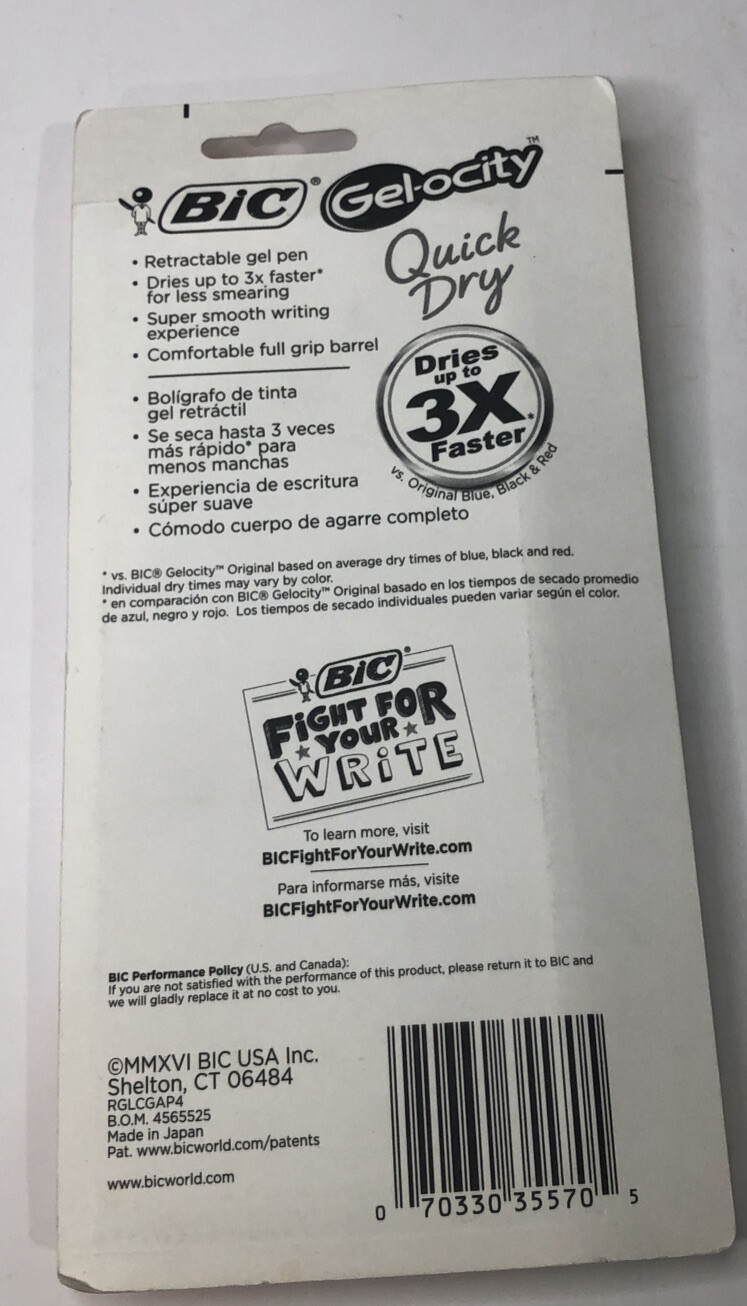 BiC® Gel-ocity™
Quick
Dry
• Retractable gel pen
• Dries up to 3x faster*
for less smearing
• Super smooth writing
experience
• Comfortable full grip barrel
Dries
up to
3X*
Faster
vs. Original Blue, Black & Red
• Bolígrafo de tinta
gel retráctil
• Se seca hasta 3 veces
más rápido* para
menos manchas
• Experiencia de escritura
súper suave
• Cómodo cuerpo de agarre completo
* vs. BIC® Gelocity™ Original based on average dry times of blue, black and red.
Individual dry times may vary by color.
* en comparación con BIC® Gelocity™ Original basado en los tiempos de secado promedio
de azul, negro y rojo. Los tiempos de secado individuales pueden variar según el color.
BiC®
FiGHT FOR
YOUR
WRiTE
To learn more, visit
BICFightForYourWrite.com
Para informarse más, visite
BICFightForYourWrite.com
BIC Performance Policy (U.S. and Canada):
If you are not satisfied with the performance of this product, please return it to BIC and
we will gladly replace it at no cost to you.
©MMXVI BIC USA Inc.
Shelton, CT 06484
RGLCGAP4
B.O.M. 4565525
Made in Japan
Pat. www.bicworld.com/patents
www.bicworld.com
0 70330 35570 5